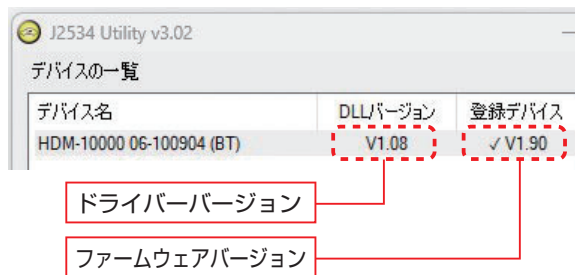 J2534 Utility v3.02
デバイスの一覧
デバイス名 DLLバージョン 登録デバイス
HDM-10000 06-100904 (BT) V1.08 ✓V1.90
ドライバーバージョン
ファームウェアバージョン